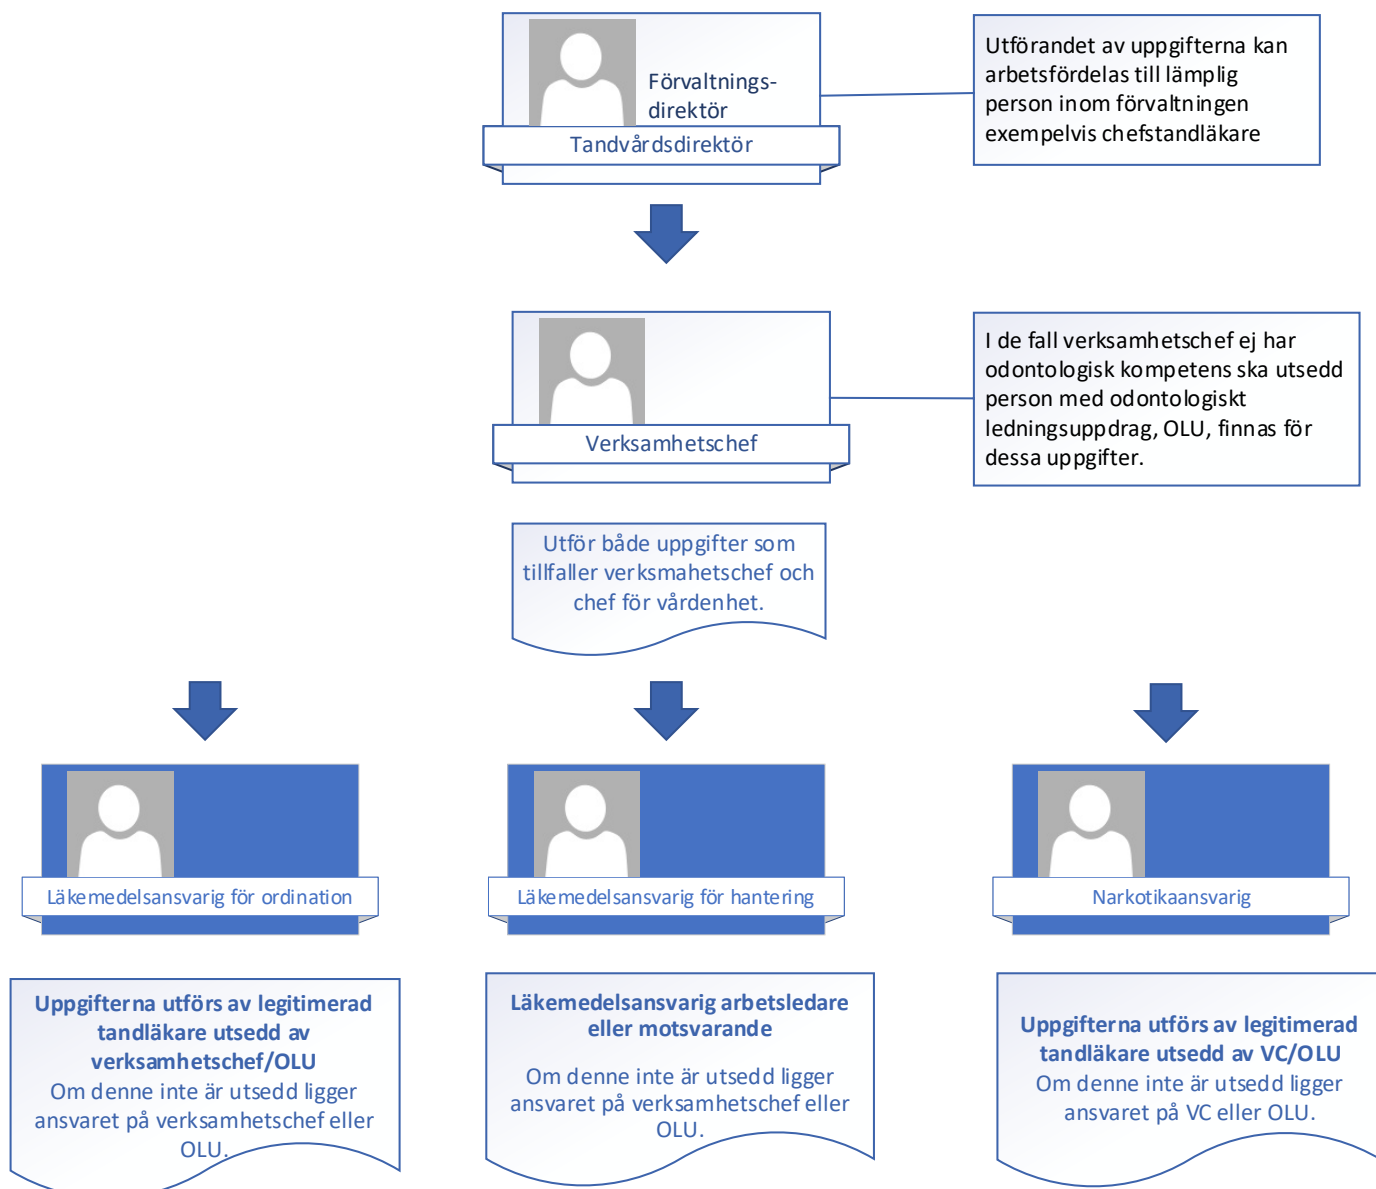 Förvaltnings-
direktör
Tandvårdsdirektör
Utförandet av uppgifterna kan
arbetsfördelas till lämplig
person inom förvaltningen
exempelvis chefstandläkare
Verksamhetschef
I de fall verksamhetschef ej har
odontologisk kompetens ska utsedd
person med odontologiskt
ledningsuppdrag, OLU, finnas för
dessa uppgifter.
Utför både uppgifter som
tillfaller verksmahetschef och
chef för vårdenhet.
Läkemedelsansvarig för ordination
Läkemedelsansvarig för hantering
Narkotikaansvarig
Uppgifterna utförs av legitimerad
tandläkare utsedd av
verksamhetschef/OLU
Om denne inte är utsedd ligger
ansvaret på verksamhetschef eller
OLU.
Läkemedelsansvarig arbetsledare
eller motsvarande
Om denne inte är utsedd ligger
ansvaret på verksamhetschef eller
OLU.
Uppgifterna utförs av legitimerad
tandläkare utsedd av VC/OLU
Om denne inte är utsedd ligger
ansvaret på VC eller OLU.